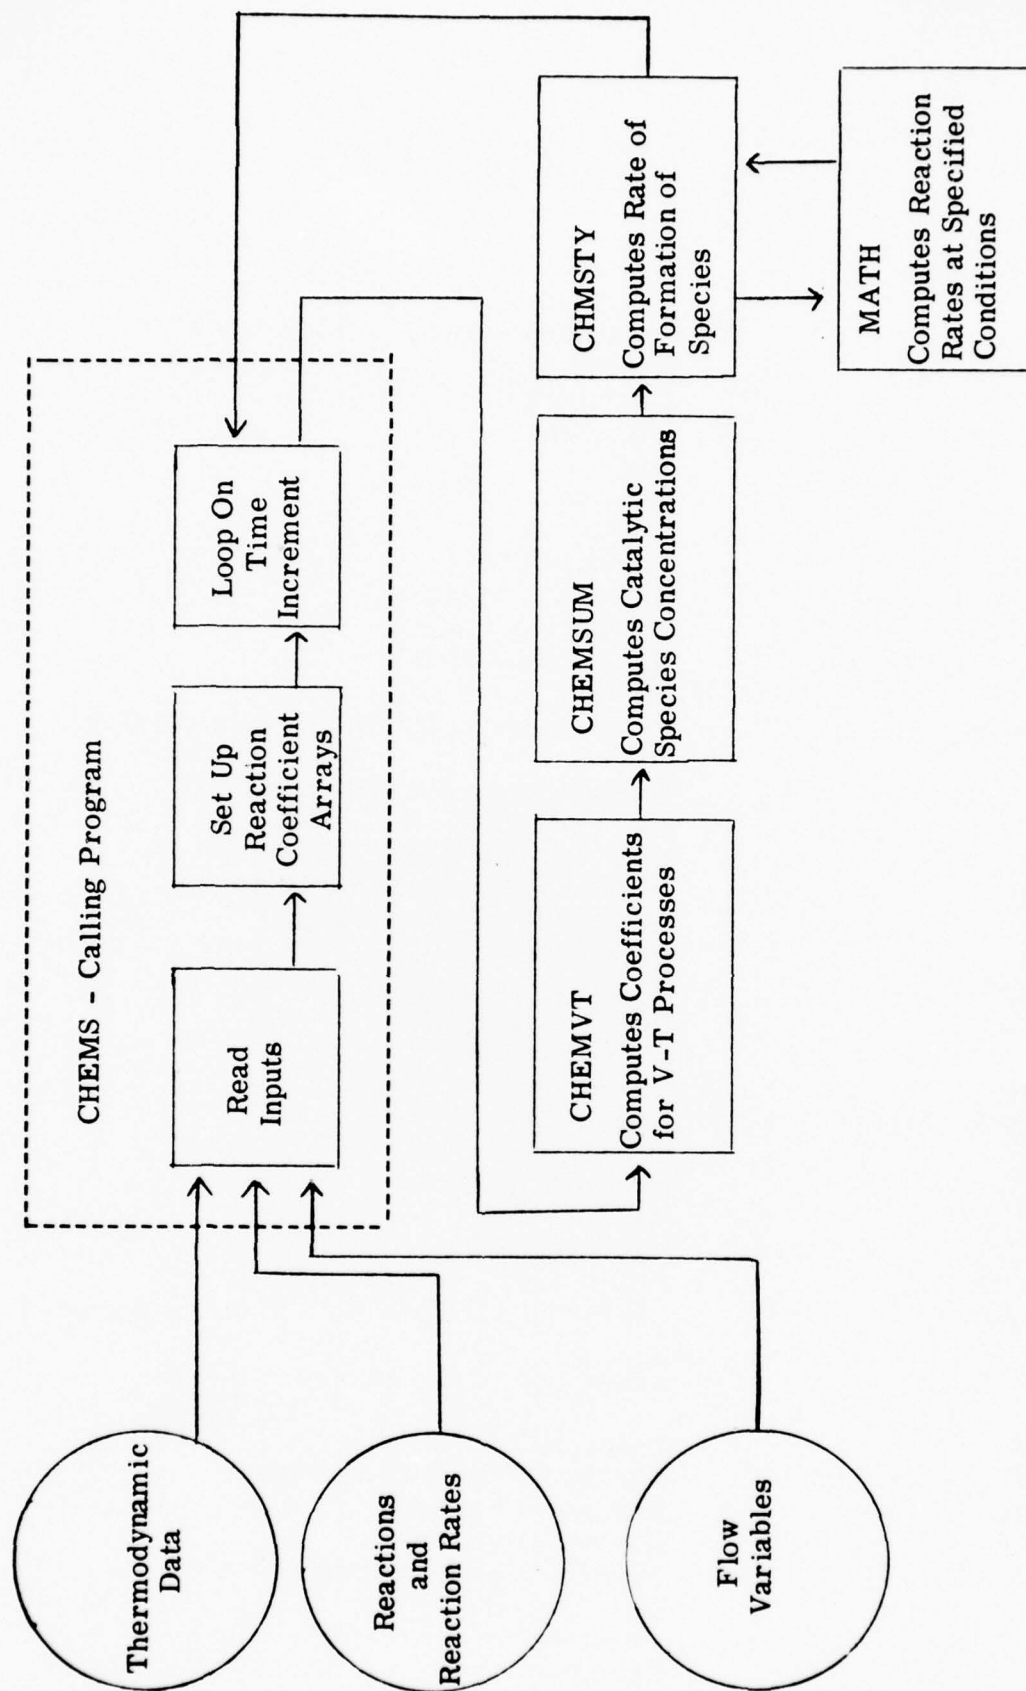 Thermodynamic
Data
Reactions
and
Reaction Rates
Flow
Variables
CHEMS - Calling Program
Read
Inputs
Set Up
Reaction
Coefficient
Arrays
Loop On
Time
Increment
CHEMVT
Computes Coefficients
for V-T Processes
CHEMSUM
Computes Catalytic
Species Concentrations
CHMSTY
Computes Rate of
Formation of
Species
MATH
Computes Reaction
Rates at Specified
Conditions